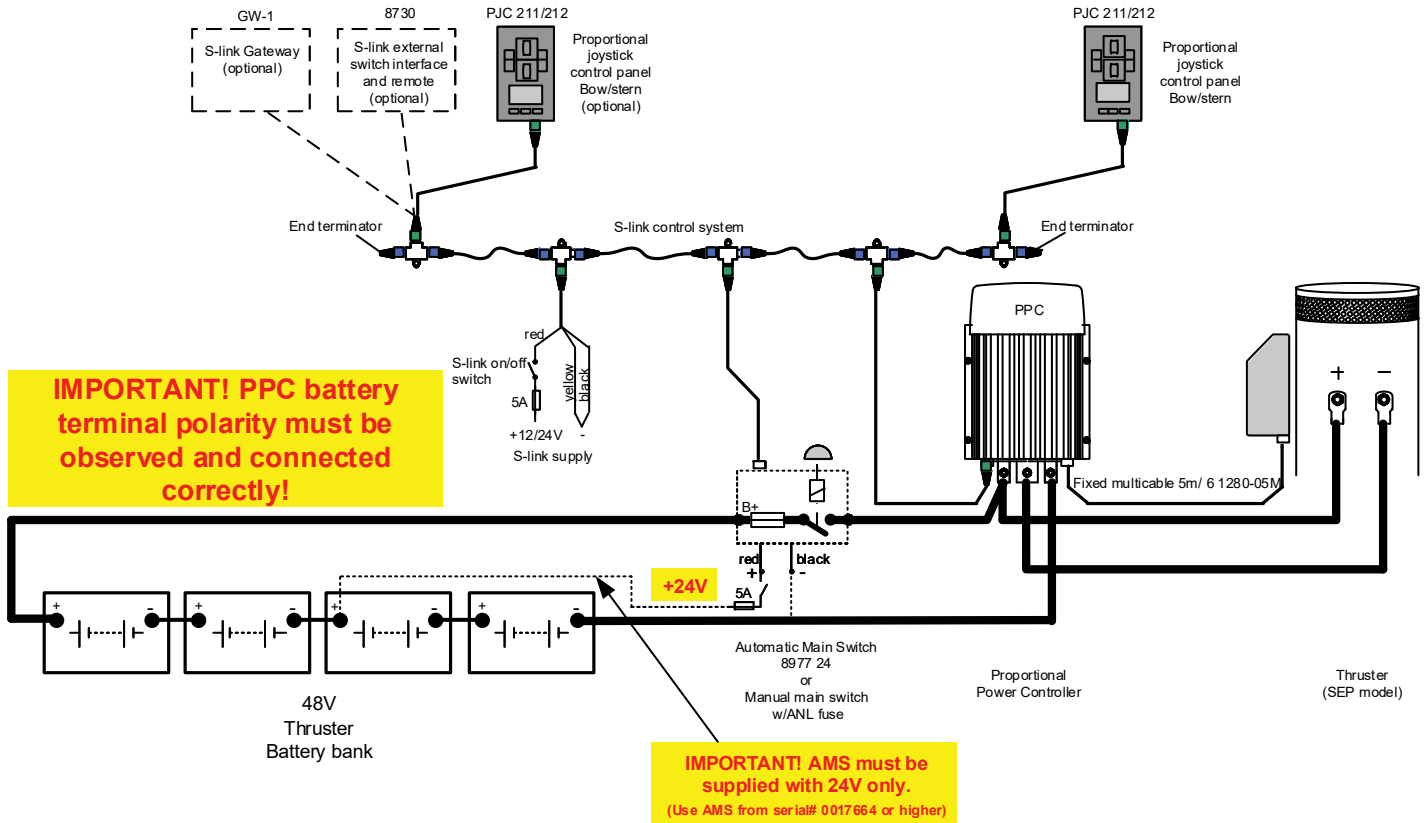 GW-1
S-link Gateway
(optional)
8730
S-link external
switch interface
and remote
(optional)
PJC 211/212
Proportional
joystick
control panel
Bow/stern
(optional)
PJC 211/212
Proportional
joystick
control panel
Bow/stern
End terminator
S-link control system
End terminator
red
S-link on/off
switch
yellow
black
5A
+12/24V
-
S-link supply
PPC
+
-
IMPORTANT! PPC battery
terminal polarity must be
observed and connected
correctly!
Fixed multicable 5m/ 6 1280-05M
B+
red
black
+
-
+24V
5A
+
-
+
-
+
-
+
-
48V
Thruster
Battery bank
Automatic Main Switch
8977 24
or
Manual main switch
w/ANL fuse
Proportional
Power Controller
Thruster
(SEP model)
IMPORTANT! AMS must be
supplied with 24V only.
(Use AMS from serial# 0017664 or higher)